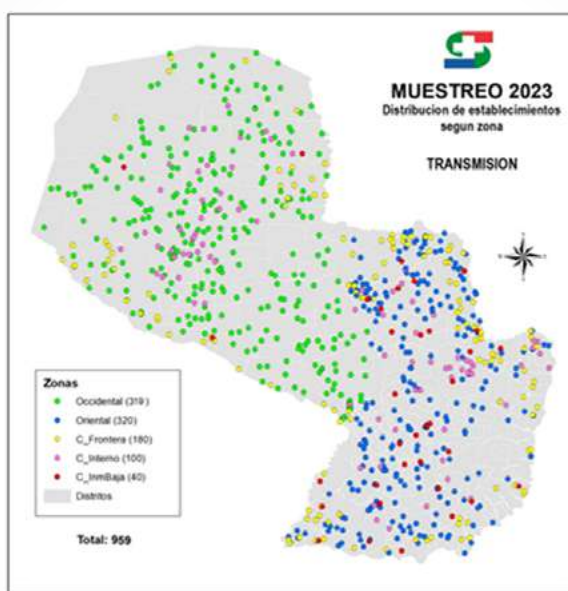 MUESTREO 2023
Distribucion de establecimientos
segun zona
TRANSMISION
Zonas
Occidental (319)
Oriental (320)
C_Frontera (180)
C_Interno (100)
C_InmBaja (40)
Distritos
Total: 959